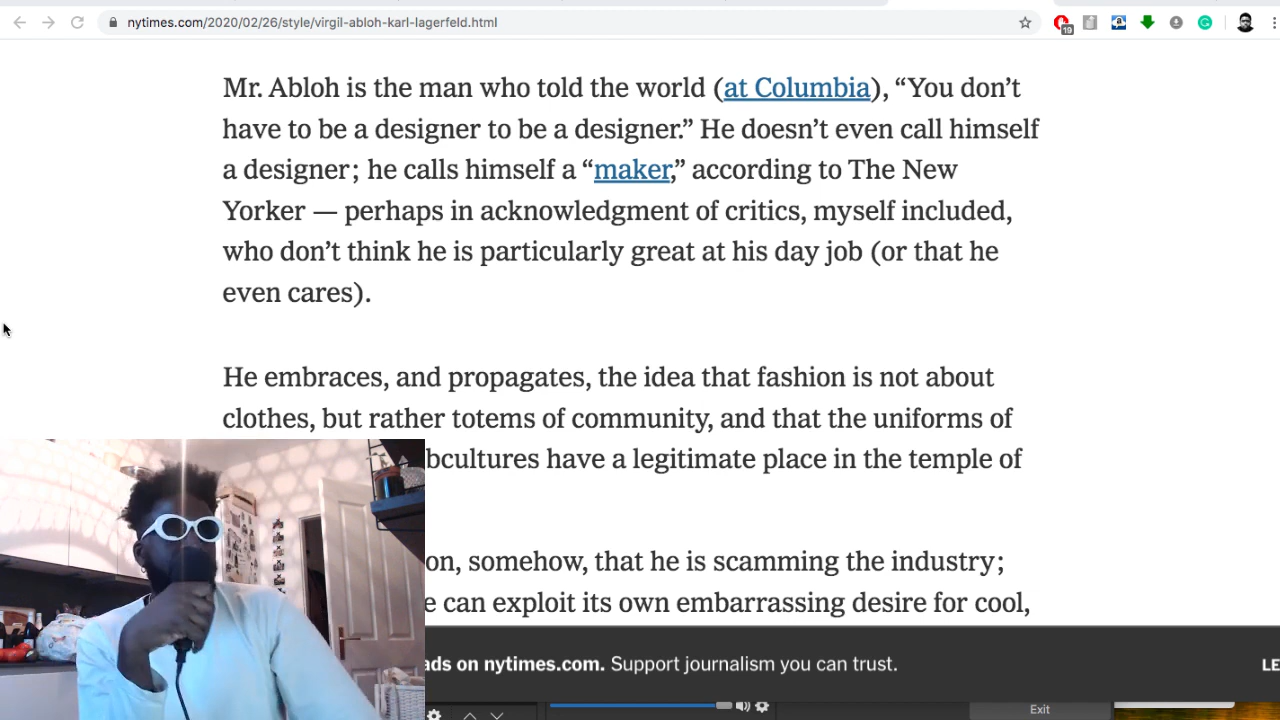 nytimes.com/2020/02/26/style/virgil-abloh-karl-lagerfeld.html
19
Mr. Abloh is the man who told the world (at Columbia), “You don’t
have to be a designer to be a designer.” He doesn’t even call himself
a designer; he calls himself a “maker,” according to The New
Yorker — perhaps in acknowledgment of critics, myself included,
who don’t think he is particularly great at his day job (or that he
even cares).
He embraces, and propagates, the idea that fashion is not about
clothes, but rather totems of community, and that the uniforms of
bcultures have a legitimate place in the temple of
on, somehow, that he is scamming the industry;
e can exploit its own embarrassing desire for cool,
ads on nytimes.com. Support journalism you can trust.
LE
Exit